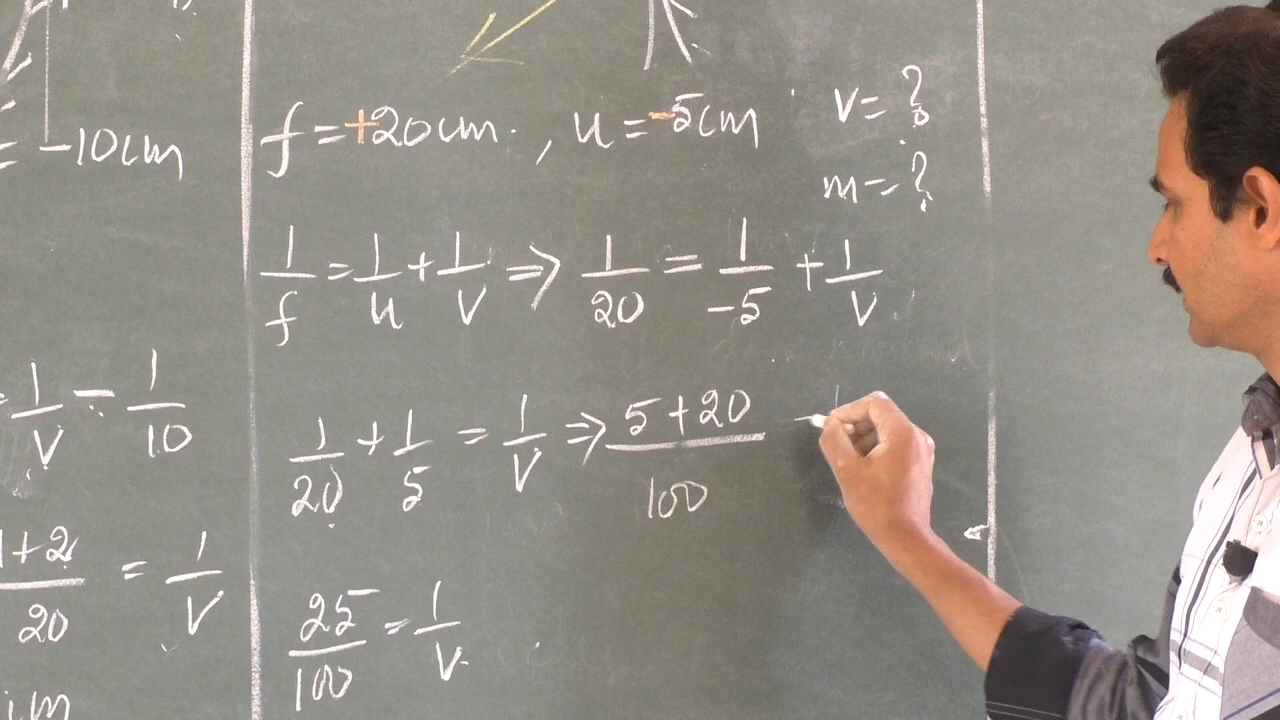 = -10cm
= 1/v - 1/10
1+2/20 = 1/v
cm
f = +20cm. , u = -5cm
v = ?
m = ?
1/f = 1/u + 1/v ⇒ 1/20 = 1/-5 + 1/v
1/20 + 1/5 = 1/v ⇒ 5+20/100
25/100 = 1/v